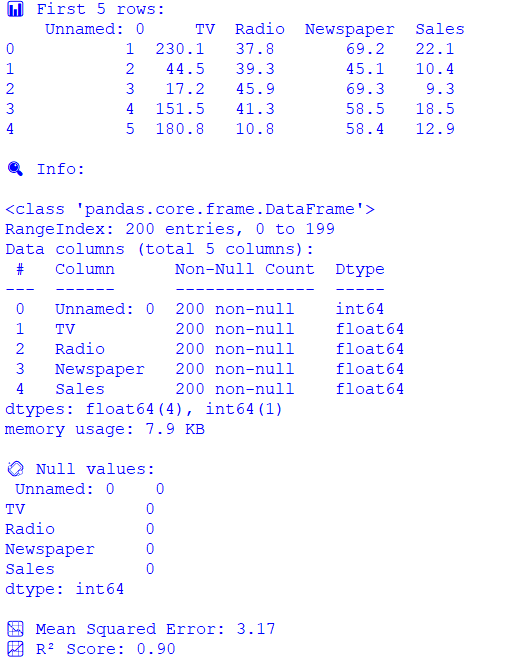 📊 First 5 rows:
    Unnamed: 0     TV  Radio  Newspaper  Sales
0           1  230.1   37.8       69.2   22.1
1           2   44.5   39.3       45.1   10.4
2           3   17.2   45.9       69.3    9.3
3           4  151.5   41.3       58.5   18.5
4           5  180.8   10.8       58.4   12.9
🔍 Info:
<class 'pandas.core.frame.DataFrame'>
RangeIndex: 200 entries, 0 to 199
Data columns (total 5 columns):
 #   Column      Non-Null Count  Dtype
---  ------      --------------  -----
 0   Unnamed: 0  200 non-null    int64
 1   TV          200 non-null    float64
 2   Radio       200 non-null    float64
 3   Newspaper   200 non-null    float64
 4   Sales       200 non-null    float64
dtypes: float64(4), int64(1)
memory usage: 7.9 KB
Null values:
 Unnamed: 0    0
TV            0
Radio         0
Newspaper     0
Sales         0
dtype: int64
Mean Squared Error: 3.17
R² Score: 0.90